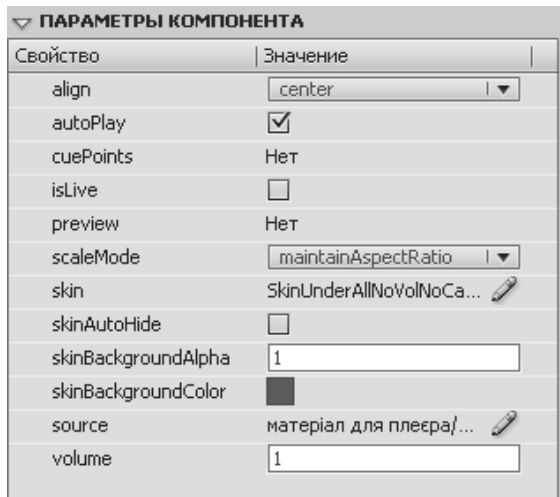 ПАРАМЕТРЫ КОМПОНЕНТА
Свойство Значение
align center
autoPlay
cuePoints Нет
isLive
preview Нет
scaleMode maintainAspectRatio
skin SkinUnderAllNoVolNoCa...
skinAutoHide
skinBackgroundAlpha 1
skinBackgroundColor
source матеріал для плеєра/...
volume 1